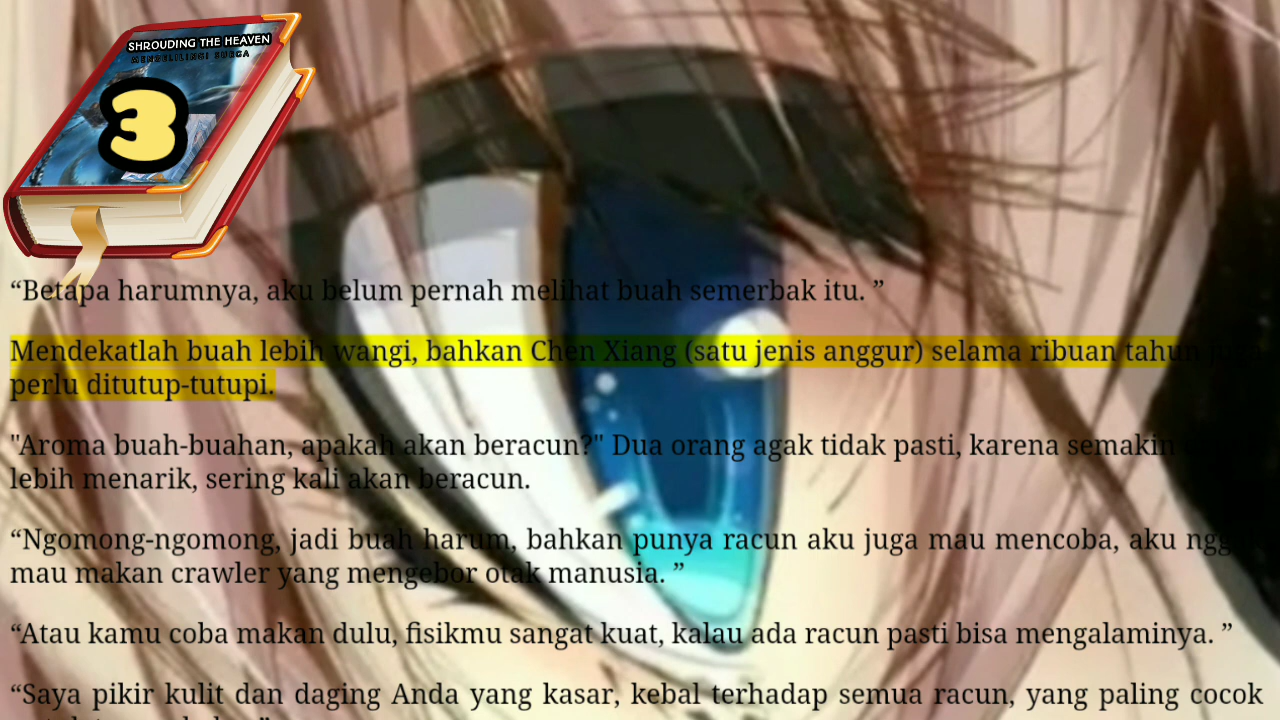 SHROUDING THE HEAVEN
MENGELILINGI SURGA
3
“Betapa harumnya, aku belum pernah melihat buah semerbak itu. ”
Mendekatlah buah lebih wangi, bahkan Chen Xiang (satu jenis anggur) selama ribuan tahun juga
perlu ditutup-tutupi.
"Aroma buah-buahan, apakah akan beracun?" Dua orang agak tidak pasti, karena semakin
lebih menarik, sering kali akan beracun.
“Ngomong-ngomong, jadi buah harum, bahkan punya racun aku juga mau mencoba, aku nggak
mau makan crawler yang mengebor otak manusia. ”
“Atau kamu coba makan dulu, fisikmu sangat kuat, kalau ada racun pasti bisa mengalaminya. ”
“Saya pikir kulit dan daging Anda yang kasar, kebal terhadap semua racun, yang paling cocok